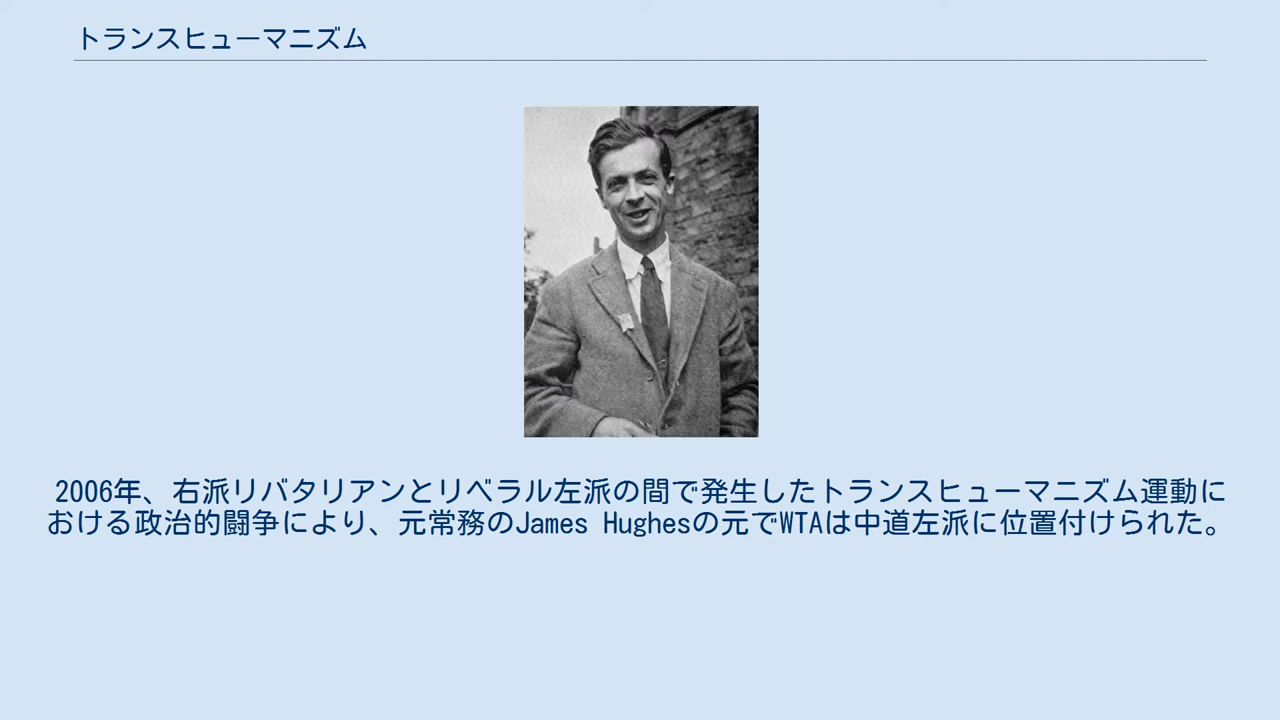 トランスヒューマニズム
2006年、右派リバタリアンとリベラル左派の間で発生したトランスヒューマニズム運動に
おける政治的闘争により、元常務のJames Hughesの元でWTAは中道左派に位置付けられた。